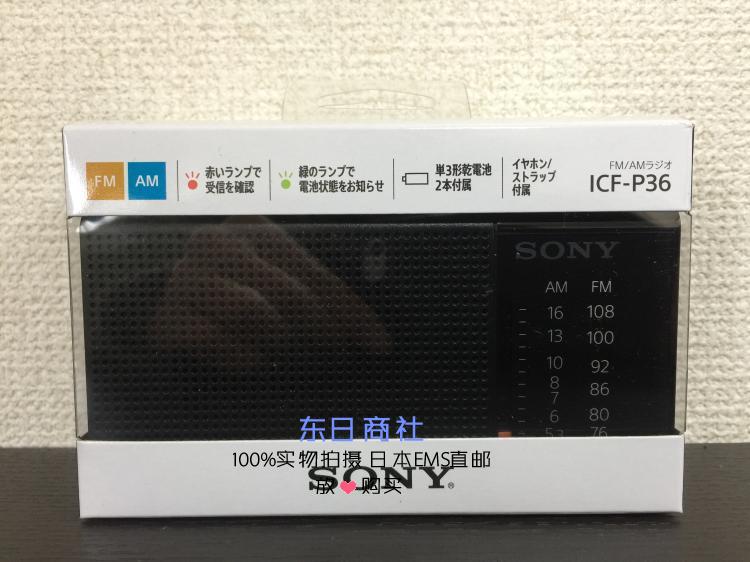 FM AM
赤いランプで
受信を確認
緑のランプで
電池状態をお知らせ
単3形乾電池
2本付属
イヤホン/
ストラップ
付属
FM/AMラジオ
ICF-P36
SONY
AM FM
16 108
13 100
10 92
8 86
7
6 80
53 76
东日商社
100%实物拍摄 日本EMS直邮
放❤购买
SONY®